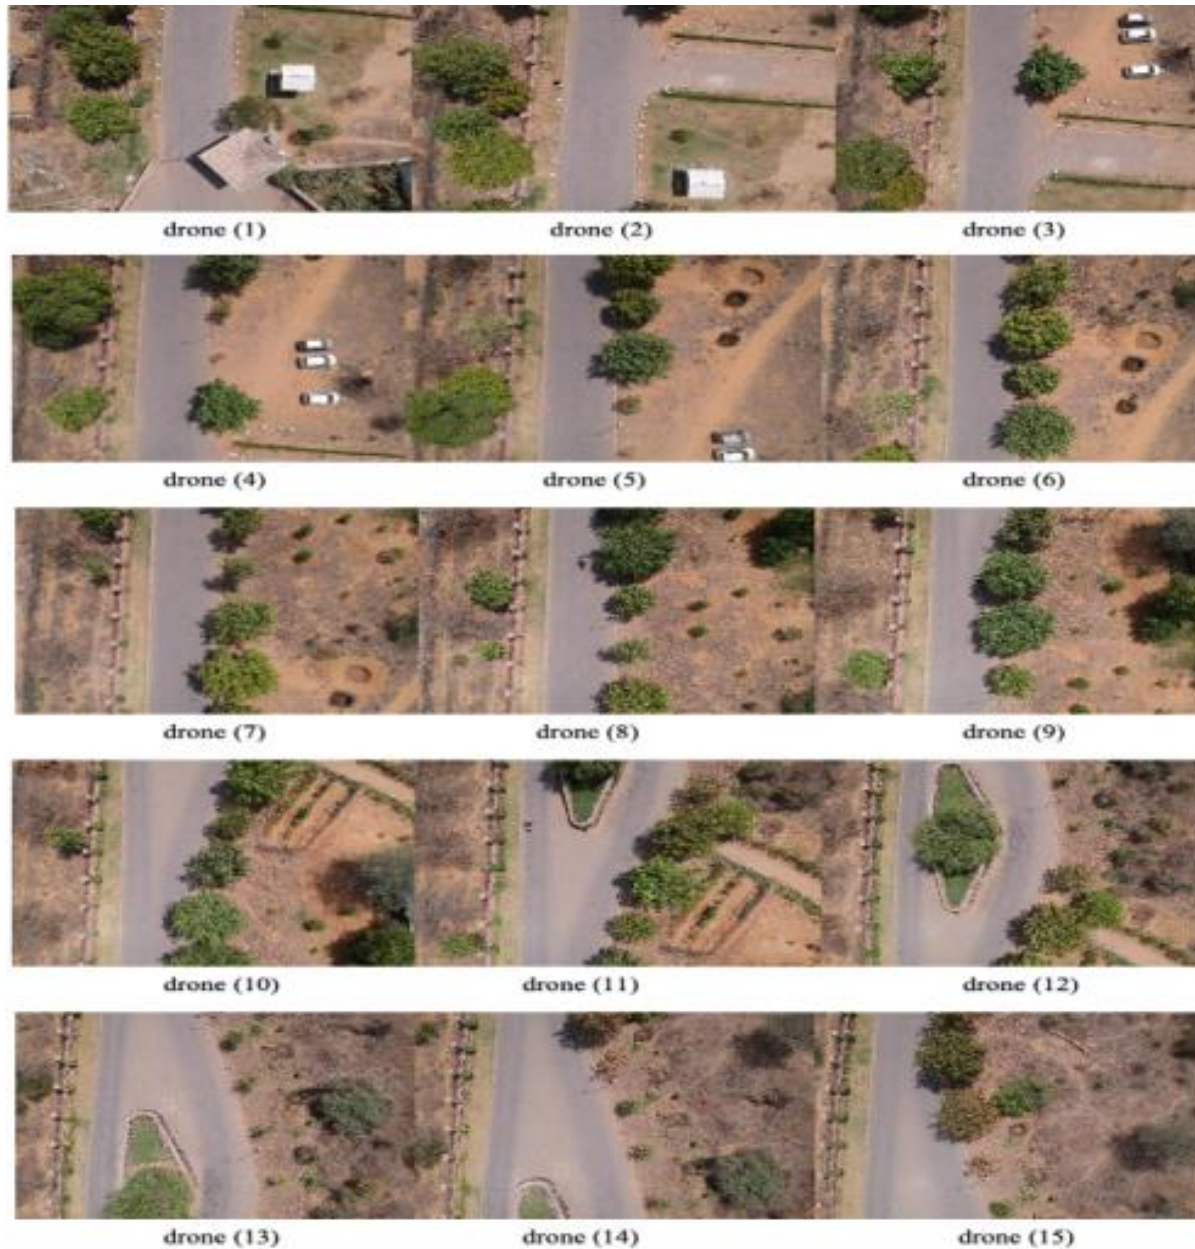 drone (1) drone (2) drone (3)
drone (4) drone (5) drone (6)
drone (7) drone (8) drone (9)
drone (10) drone (11) drone (12)
drone (13) drone (14) drone (15)